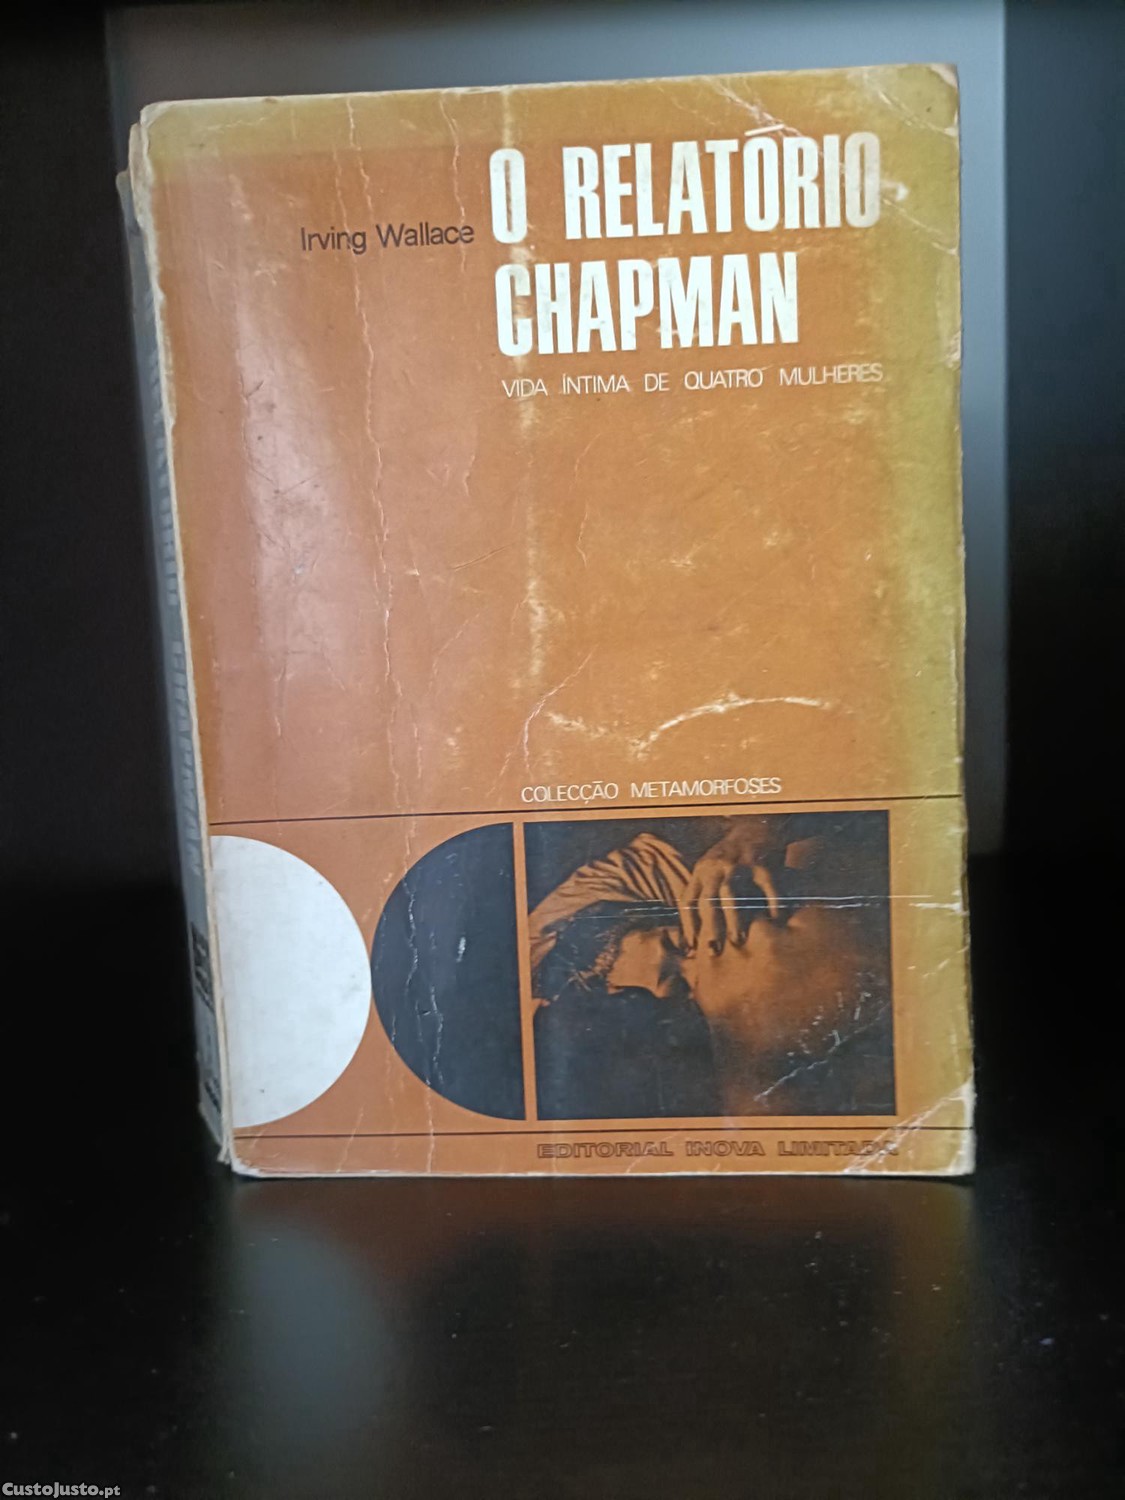 Irving Wallace
O RELATÓRIO
CHAPMAN
VIDA ÍNTIMA DE QUATRO MULHERES
COLECÇÃO METAMORFOSES
EDITORIAL INOVA LIMITADA
CustoJusto.pt